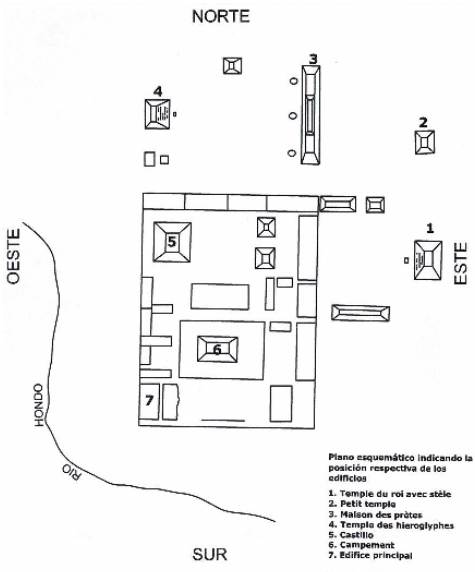 NORTE
3
4
2
1
5
OESTE
ESTE
6
7
HONDO
RIO
Plano esquemático indicando la
posición respectiva de los
edificios
1. Temple du roi avec stèle
2. Petit temple
3. Maison des prètes
4. Temple des hieroglyphes
5. Castillo
6. Campement
7. Edifice principal
SUR